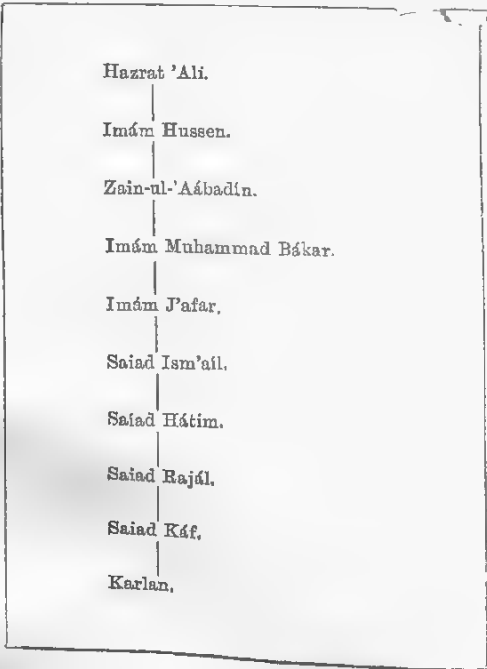 Hazrat 'Ali.
Imám Hussen.
Zain-ul-'Aábadín.
Imám Muhammad Bákar.
Imám J'afar.
Saiad Ism'aíl.
Saiad Hátim.
Saiad Rajál.
Saiad Káf.
Karlan.